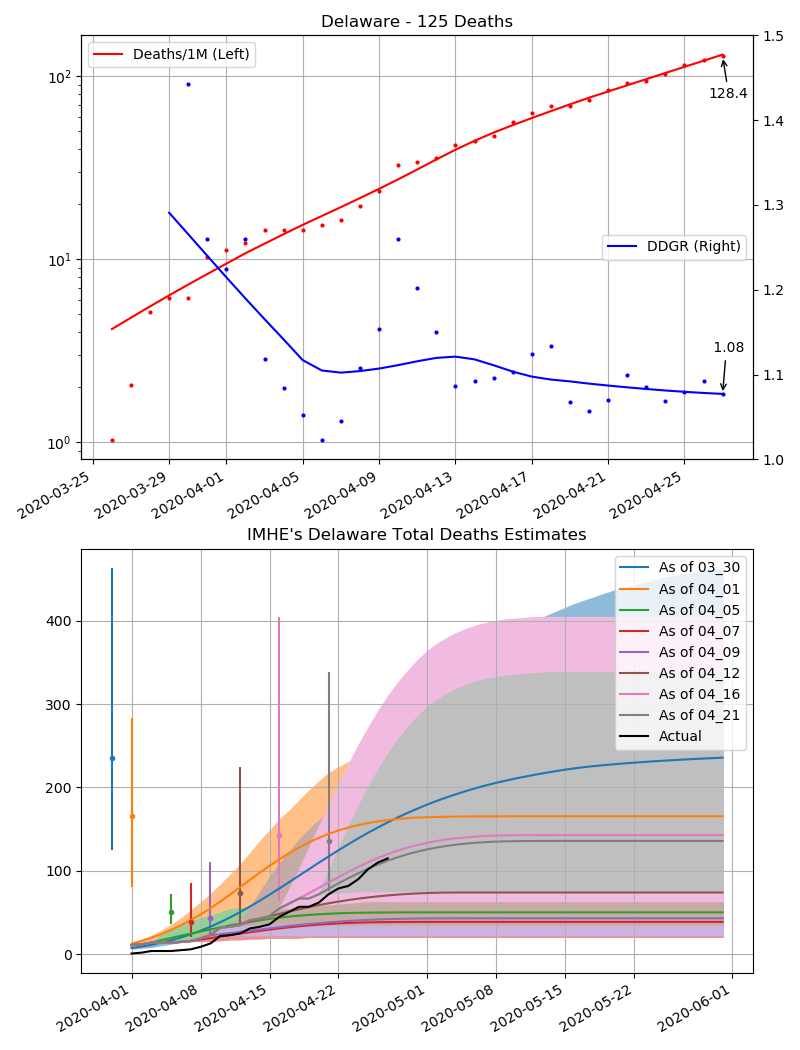 Delaware - 125 Deaths
Deaths/1M (Left)
DDGR (Right)
128.4
1.08
10²
10¹
10⁰
1.5
1.4
1.3
1.2
1.1
1.0
2020-03-25
2020-03-29
2020-04-01
2020-04-05
2020-04-09
2020-04-13
2020-04-17
2020-04-21
2020-04-25
IMHE's Delaware Total Deaths Estimates
As of 03_30
As of 04_01
As of 04_05
As of 04_07
As of 04_09
As of 04_12
As of 04_16
As of 04_21
Actual
400
300
200
100
0
2020-04-01
2020-04-08
2020-04-15
2020-04-22
2020-05-01
2020-05-08
2020-05-15
2020-05-22
2020-06-01